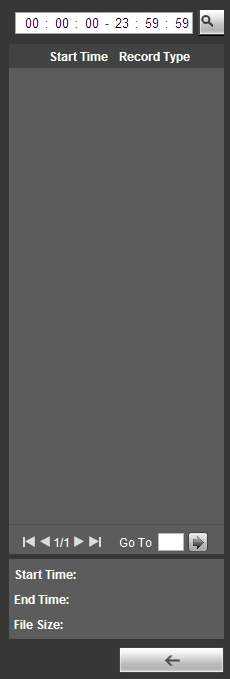 00 : 00 : 00 - 23 : 59 : 59
Start Time Record Type
1/1 Go To
Start Time:
End Time:
File Size: